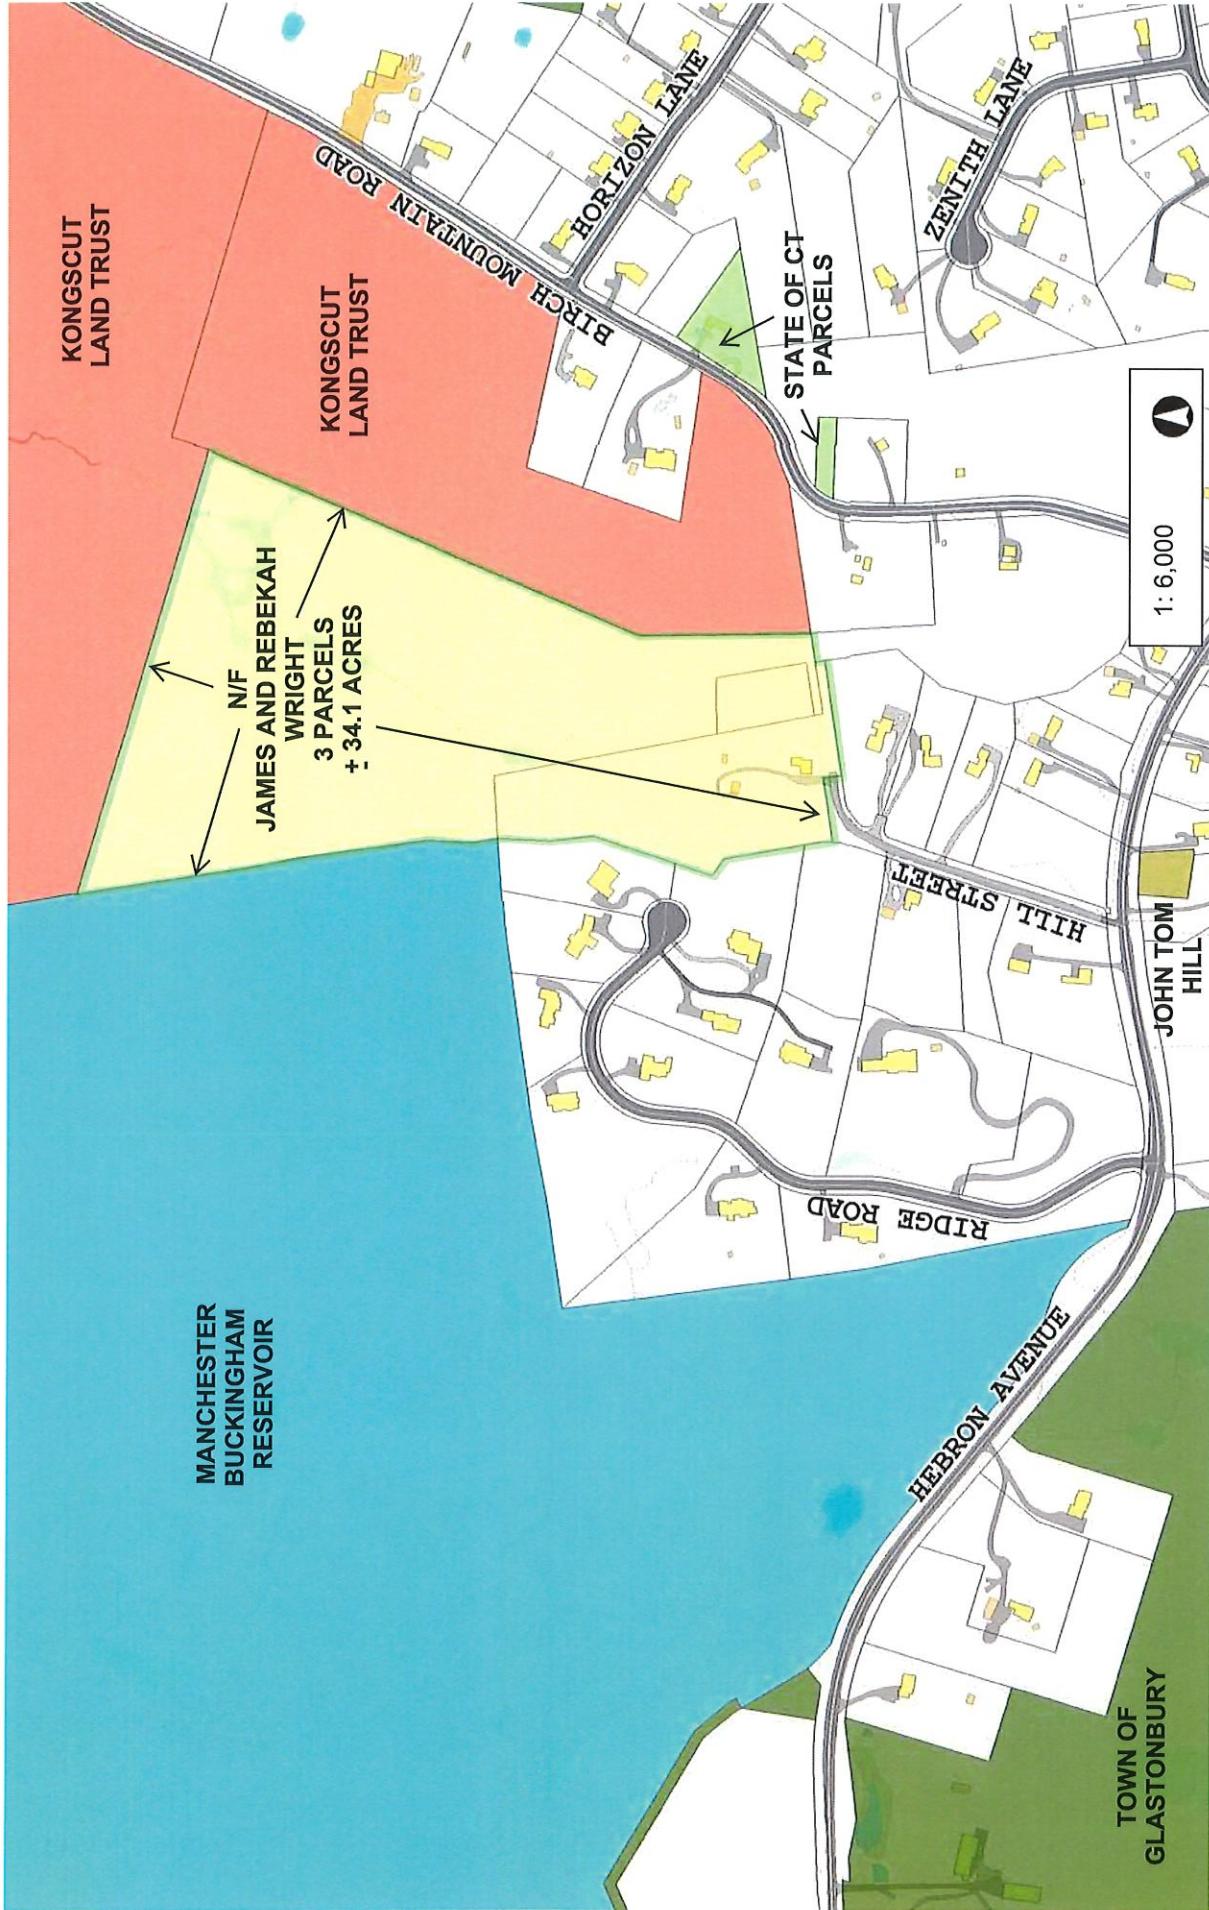 KONGSCUT
LAND TRUST
KONGSCUT
LAND TRUST
BIRCH MOUNTAIN ROAD
HORIZON LANE
ZENITH LANE
STATE OF CT
PARCELS
N/F
JAMES AND REBEKAH
WRIGHT
3 PARCELS
± 34.1 ACRES
1: 6,000
HILL STREET
JOHN TOM
HILL
RIDGE ROAD
MANCHESTER
BUCKINGHAM
RESERVOIR
HEBRON AVENUE
TOWN OF
GLASTONBURY